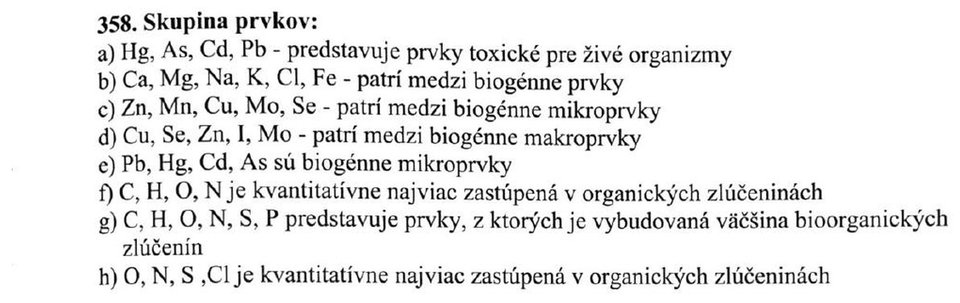 358. Skupina prvkov:
a) Hg, As, Cd, Pb - predstavuje prvky toxické pre živé organizmy
b) Ca, Mg, Na, K, Cl, Fe - patrí medzi biogénne prvky
c) Zn, Mn, Cu, Mo, Se - patrí medzi biogénne mikroprvky
d) Cu, Se, Zn, I, Mo - patrí medzi biogénne makroprvky
e) Pb, Hg, Cd, As sú biogénne mikroprvky
f) C, H, O, N je kvantitatívne najviac zastúpená v organických zlúčeninách
g) C, H, O, N, S, P predstavuje prvky, z ktorých je vybudovaná väčšina bioorganických
zlúčenín
h) O, N, S ,Cl je kvantitatívne najviac zastúpená v organických zlúčeninách